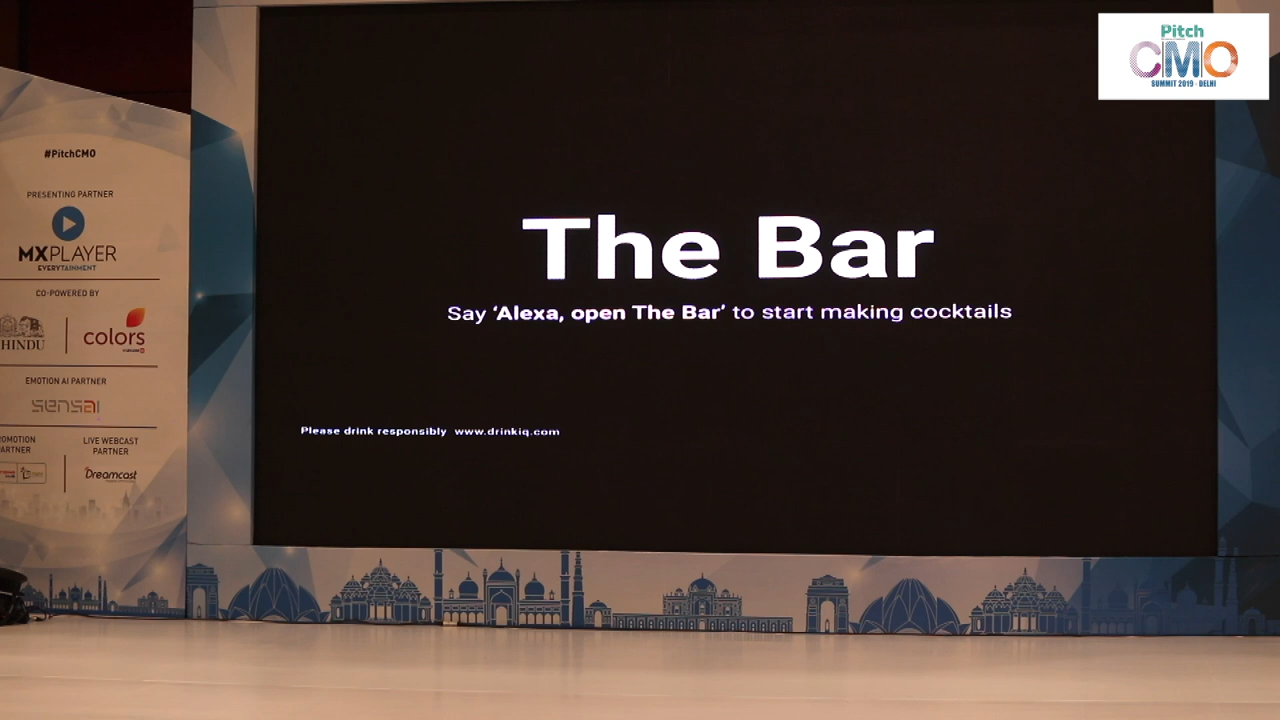 Pitch
CMO
SUMMIT 2019 - DELHI
#PitchCMO
PRESENTING PARTNER
MXPLAYER
EVERYTAINMENT
CO-POWERED BY
HINDU
colors
EMOTION AI PARTNER
sensai
OMOTION
PARTNER
LIVE WEBCAST
PARTNER
Dreamcast
The Bar
Say ‘Alexa, open The Bar’ to start making cocktails
Please drink responsibly www.drinkiq.com